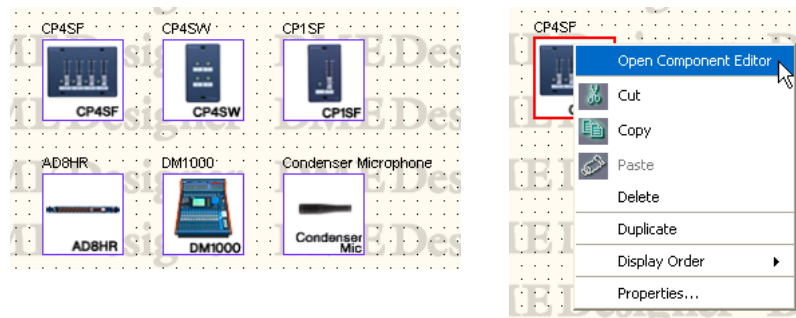 CP4SF
CP4SW
CP1SF
CP4SF
CP4SW
CP1SF
AD8HR
DM1000
Condenser Microphone
AD8HR
DM1000
Condenser
Mic
CP4SF
Open Component Editor
Cut
Copy
Paste
Delete
Duplicate
Display Order
Properties...